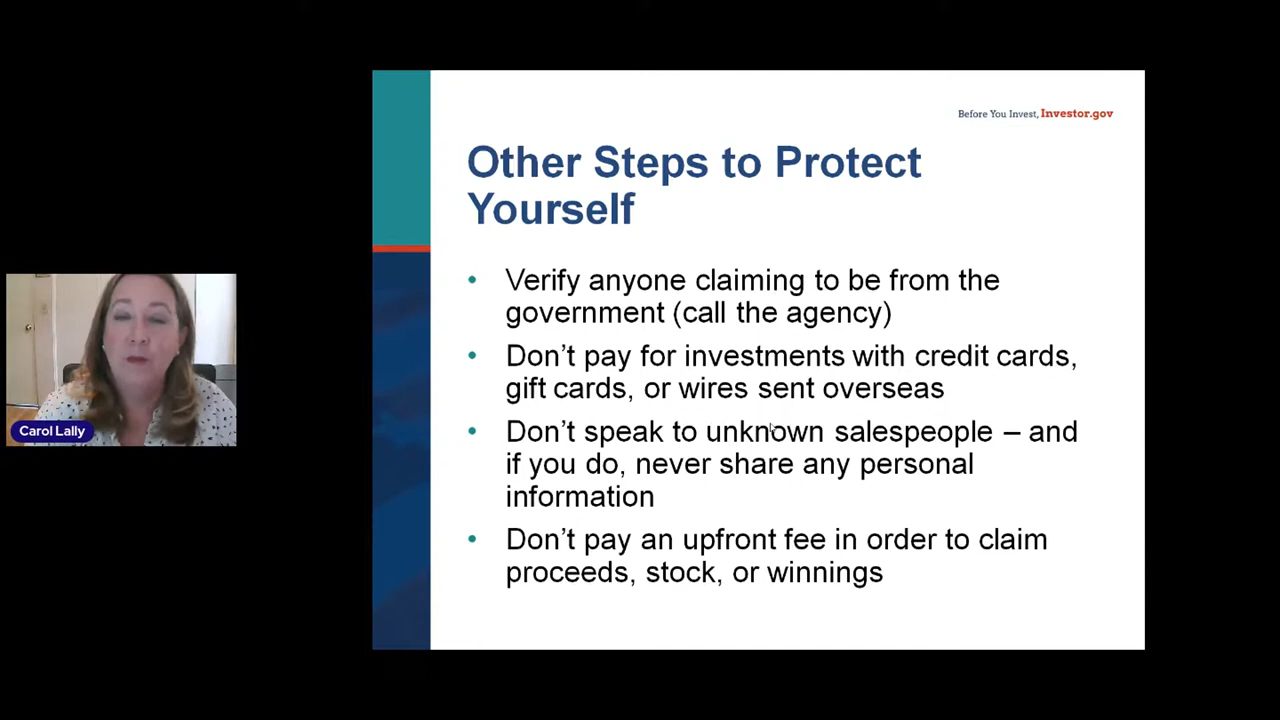 Before You Invest, Investor.gov
Other Steps to Protect
Yourself
• Verify anyone claiming to be from the
government (call the agency)
• Don’t pay for investments with credit cards,
gift cards, or wires sent overseas
• Don’t speak to unknown salespeople – and
if you do, never share any personal
information
• Don’t pay an upfront fee in order to claim
proceeds, stock, or winnings
Carol Lally